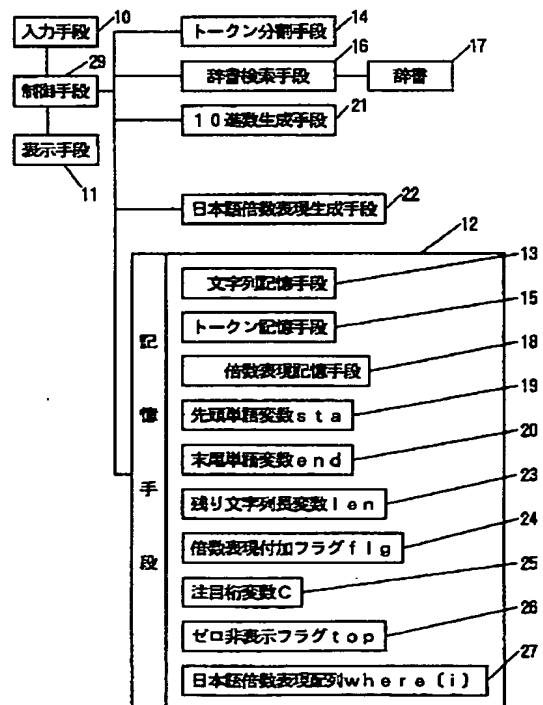 入力手段
10
制御手段
29
表示手段
11
トークン分割手段
14
辞書検索手段
16
辞書
17
10進数生成手段
21
日本語倍数表現生成手段
22
12
記憶手段
文字列記憶手段
13
トークン記憶手段
15
倍数表現記憶手段
18
先頭単語変数sta
19
末尾単語変数end
20
残り文字列長変数len
23
倍数表現付加フラグflg
24
注目桁変数C
25
ゼロ非表示フラグtop
26
日本語倍数表現配列where(i)
27